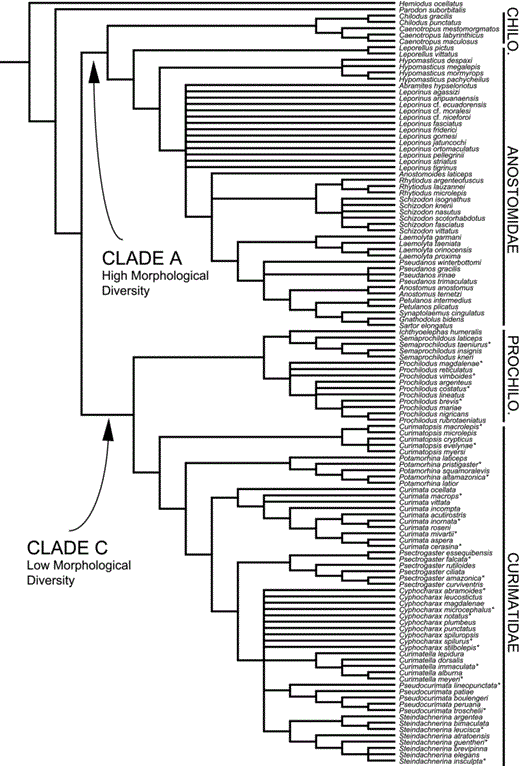 Hemiodus ocellatus
Parodon suborbitalis
Chilodus gracilis
Chilodus punctatus
Caenotropus mestomorgmatos
Caenotropus labyrinthicus
Caenotropus maculosus
Leporellus pictus
Leporellus vittatus
Hypomasticus despaxi
Hypomasticus megalepis
Hypomasticus mormyrops
Hypomasticus pachycheilus
Abramites hypselonotus
Leporinus agassizi
Leporinus aripuanaensis
Leporinus cf. ecuadorensis
Leporinus cf. moralesi
Leporinus cf. niceforoi
Leporinus fasciatus
Leporinus friderici
Leporinus gomesi
Leporinus jatuncochi
Leporinus ortomaculatus
Leporinus pellegrinii
Leporinus striatus
Leporinus tigrinus
Anostomoides laticeps
Rhytiodus argenteofuscus
Rhytiodus lauzannei
Rhytiodus microlepis
Schizodon isognathus
Schizodon knerii
Schizodon nasutus
Schizodon scotorhabdotus
Schizodon fasciatus
Schizodon vittatus
Laemolyta garmani
Laemolyta taeniata
Laemolyta orinocensis
Laemolyta proxima
Pseudanos winterbottomi
Pseudanos gracilis
Pseudanos irinae
Pseudanos trimaculatus
Anostomus anostomus
Anostomus ternetzi
Petulanos intermedius
Petulanos plicatus
Synaptolaemus cingulatus
Gnathodolus bidens
Sartor elongatus
Ichthyoelephas humeralis
Semaprochilodus laticeps
Semaprochilodus taeniurus*
Semaprochilodus insignis
Semaprochilodus kneri
Prochilodus magdalenae*
Prochilodus reticulatus
Prochilodus vimboides*
Prochilodus argenteus
Prochilodus costatus*
Prochilodus lineatus
Prochilodus brevis*
Prochilodus mariae
Prochilodus nigricans
Prochilodus rubrotaeniatus
Curimatopsis macrolepis*
Curimatopsis microlepis
Curimatopsis crypticus
Curimatopsis evelynae*
Curimatopsis myersi
Potamorhina laticeps
Potamorhina pristigaster*
Potamorhina squamoralevis
Potamorhina altamazonica*
Potamorhina latior
Curimata ocellata
Curimata macrops*
Curimata vittata
Curimata incompta
Curimata acutirostris
Curimata inornata*
Curimata roseni
Curimata mivartii*
Curimata aspera
Curimata cerasina*
Psectrogaster essequibensis
Psectrogaster falcata*
Psectrogaster rutiloides
Psectrogaster ciliata
Psectrogaster amazonica*
Psectrogaster curviventris
Cyphocharax abramoides*
Cyphocharax leucostictus
Cyphocharax magdalenae
Cyphocharax microcephalus*
Cyphocharax notatus*
Cyphocharax plumbeus
Cyphocharax punctatus
Cyphocharax spiluropsis
Cyphocharax spilurus*
Cyphocharax stilbolepis*
Curimatella lepidura
Curimatella dorsalis
Curimatella immaculata*
Curimatella alburna
Curimatella meyeri*
Pseudocurimata lineopunctata*
Pseudocurimata patiae
Pseudocurimata boulengeri
Pseudocurimata peruana
Pseudocurimata troschelii*
Steindachnerina argentea
Steindachnerina bimaculata
Steindachnerina leucisca*
Steindachnerina atratoensis
Steindachnerina guentheri*
Steindachnerina brevipinna
Steindachnerina elegans
Steindachnerina insculpta*
CHILO.
ANOSTOMIDAE
PROCHILO.
CURIMATIDAE
CLADE A
High Morphological
Diversity
CLADE C
Low Morphological
Diversity